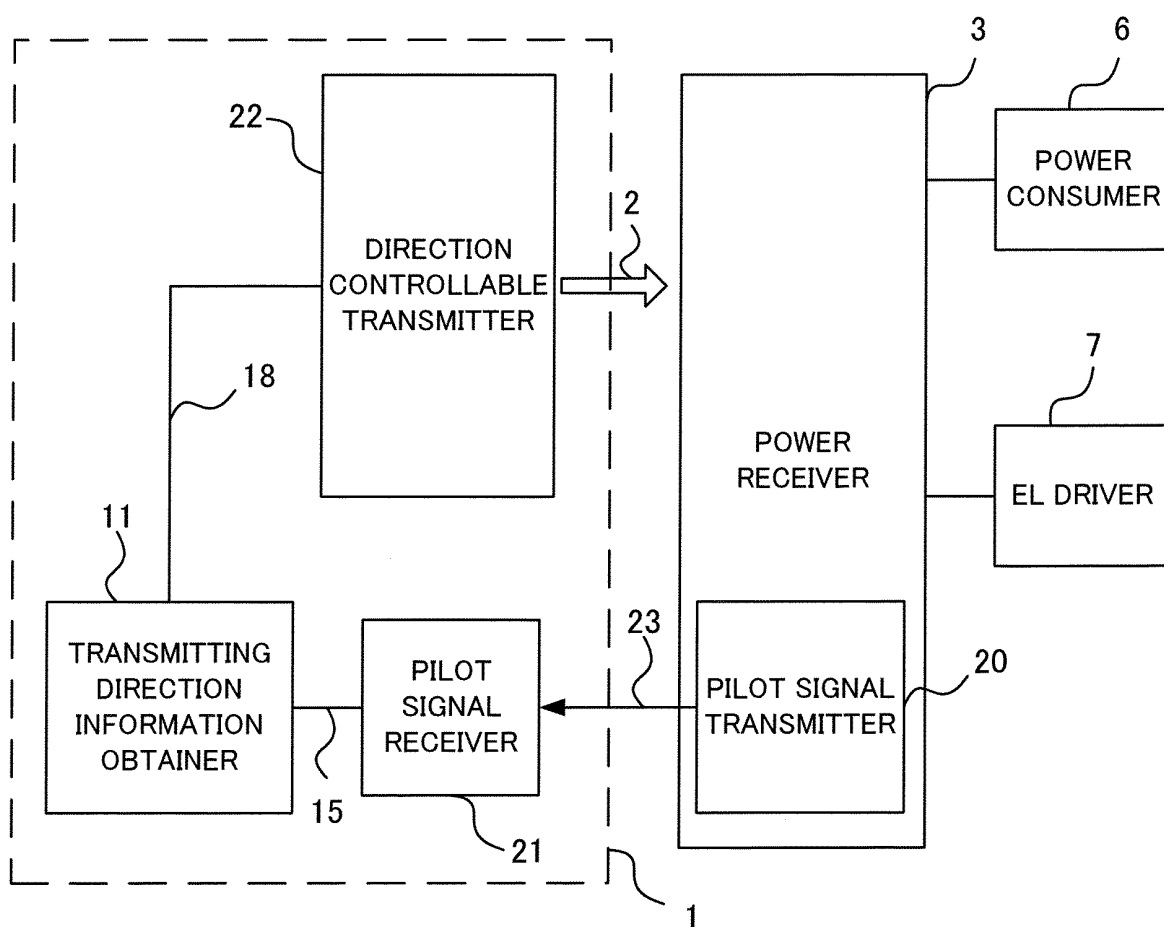 3
6
22
POWER
CONSUMER
2
DIRECTION
CONTROLLABLE
TRANSMITTER
7
18
POWER
RECEIVER
EL DRIVER
11
23
TRANSMITTING
DIRECTION
INFORMATION
OBTAINER
PILOT
SIGNAL
RECEIVER
PILOT SIGNAL
TRANSMITTER
20
15
21
1